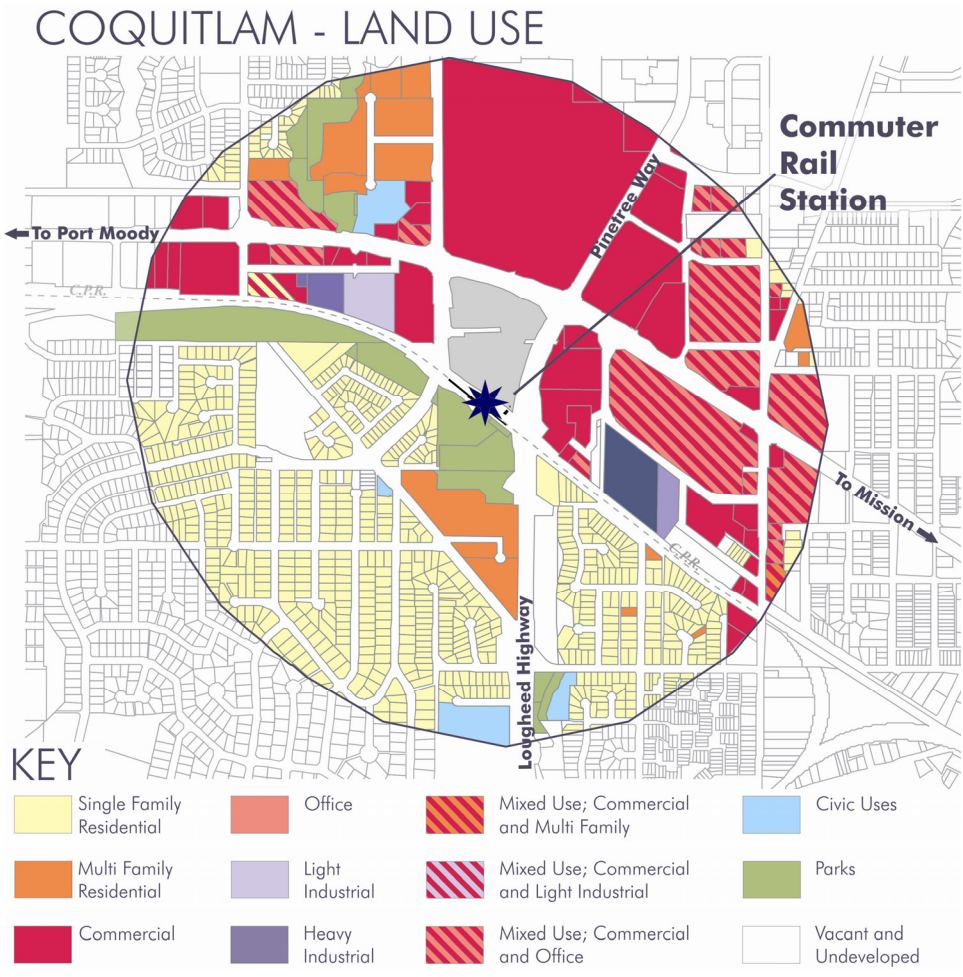 COQUITLAM - LAND USE
Commuter
Rail
Station
Pinetree Way
To Port Moody
C.P.R.
To Mission
C.P.R.
Lougheed Highway
KEY
Single Family
Residential
Office
Mixed Use; Commercial
and Multi Family
Civic Uses
Multi Family
Residential
Light
Industrial
Mixed Use; Commercial
and Light Industrial
Parks
Commercial
Heavy
Industrial
Mixed Use; Commercial
and Office
Vacant and
Undeveloped